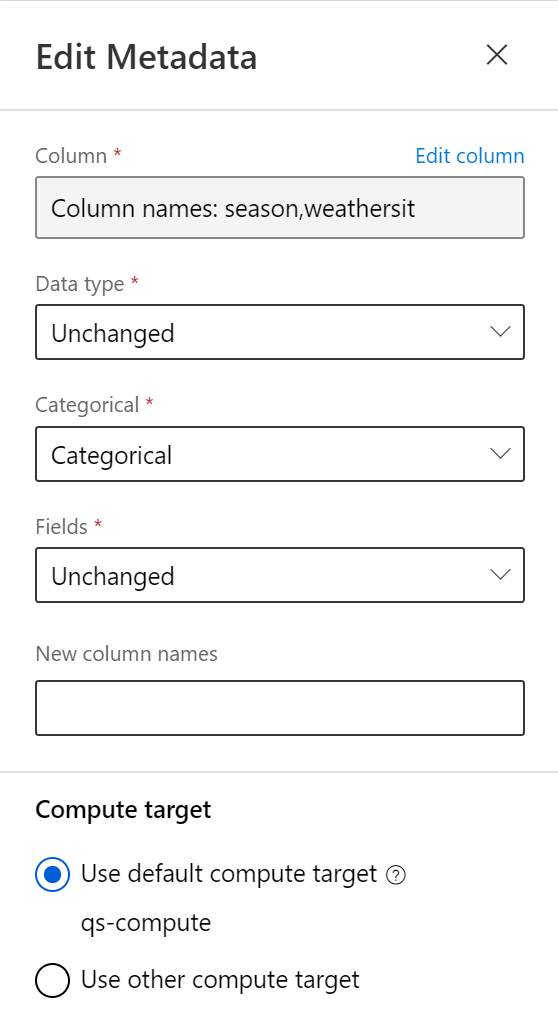 Edit Metadata
Column *
Edit column
Column names: season,weathersit
Data type *
Unchanged
Categorical *
Categorical
Fields *
Unchanged
New column names
Compute target
Use default compute target ?
qs-compute
Use other compute target